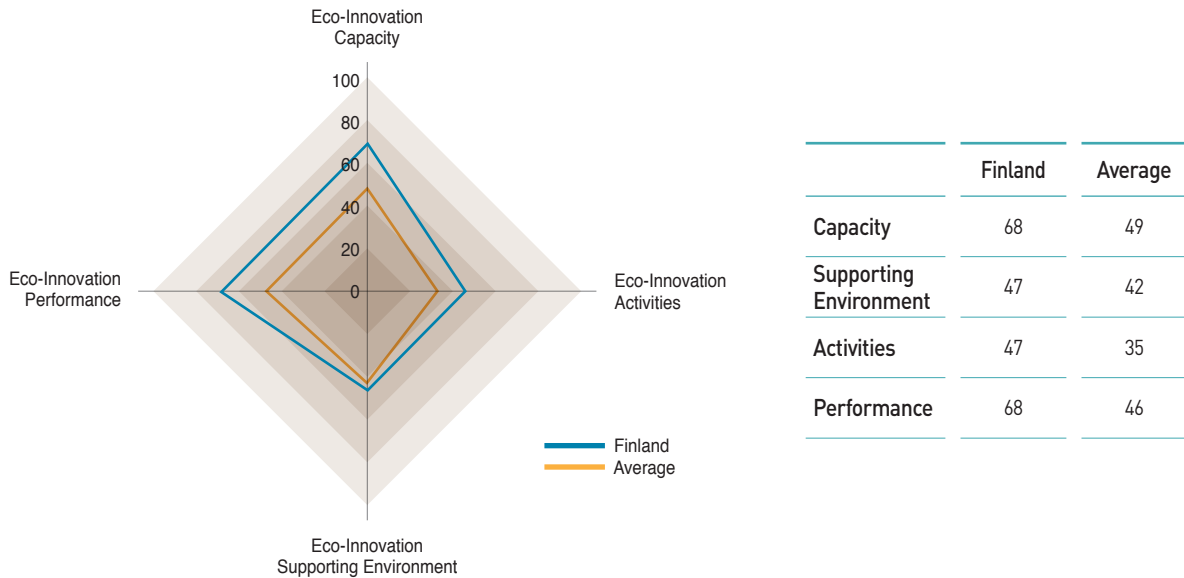 Eco-Innovation
Capacity
100
80
60
40
20
0
Eco-Innovation
Performance
Eco-Innovation
Activities
Finland
Average
Eco-Innovation
Supporting Environment
Finland Average
Capacity 68 49
Supporting
Environment 47 42
Activities 47 35
Performance 68 46